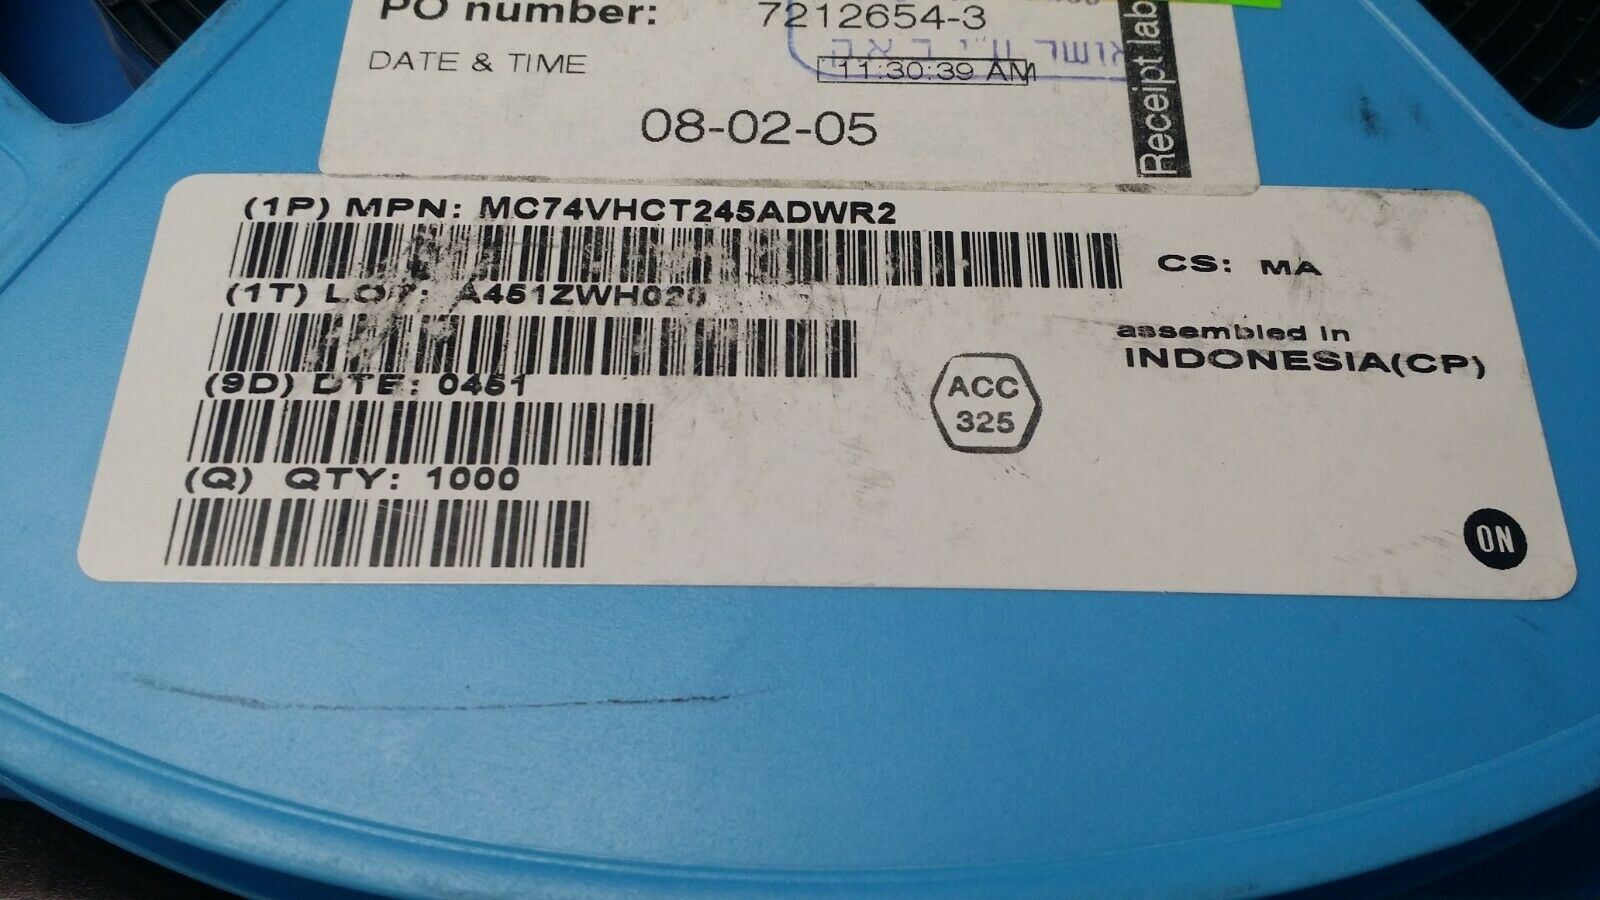 PO number: 7212654-3
DATE & TIME 11:30:39 AM
08-02-05
Receipt lab
(1P) MPN: MC74VHCT245ADWR2
CS: MA
(1T) LOT: A451ZWH020
assembled in
INDONESIA(CP)
(9D) DTE: 0451
ACC
325
(Q) QTY: 1000
ON